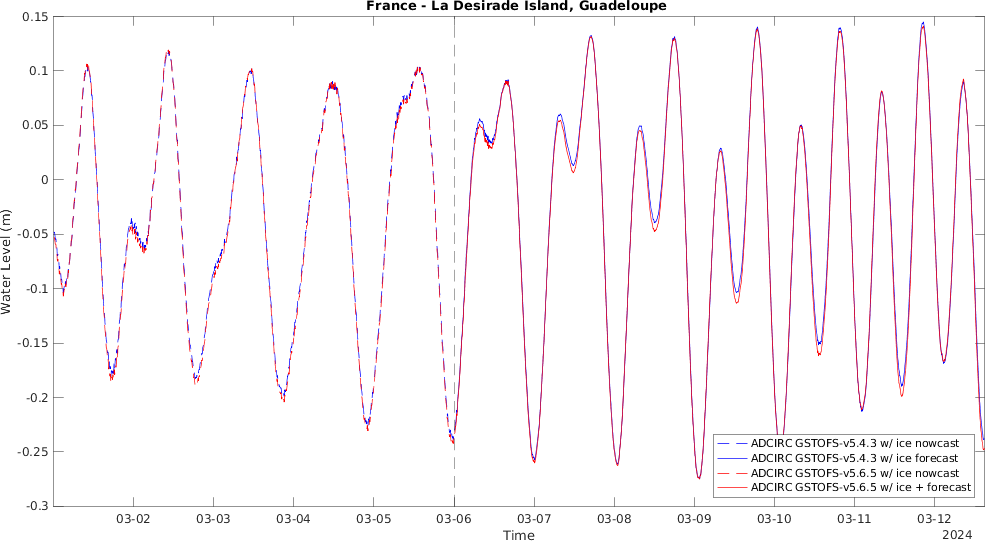 France - La Desirade Island, Guadeloupe
Water Level (m)
0.15
0.1
0.05
0
-0.05
-0.1
-0.15
-0.2
-0.25
-0.3
ADCIRC GSTOFS-v5.4.3 w/ ice nowcast
ADCIRC GSTOFS-v5.4.3 w/ ice forecast
ADCIRC GSTOFS-v5.6.5 w/ ice nowcast
ADCIRC GSTOFS-v5.6.5 w/ ice + forecast
03-02 03-03 03-04 03-05 03-06 03-07 03-08 03-09 03-10 03-11 03-12
Time
2024